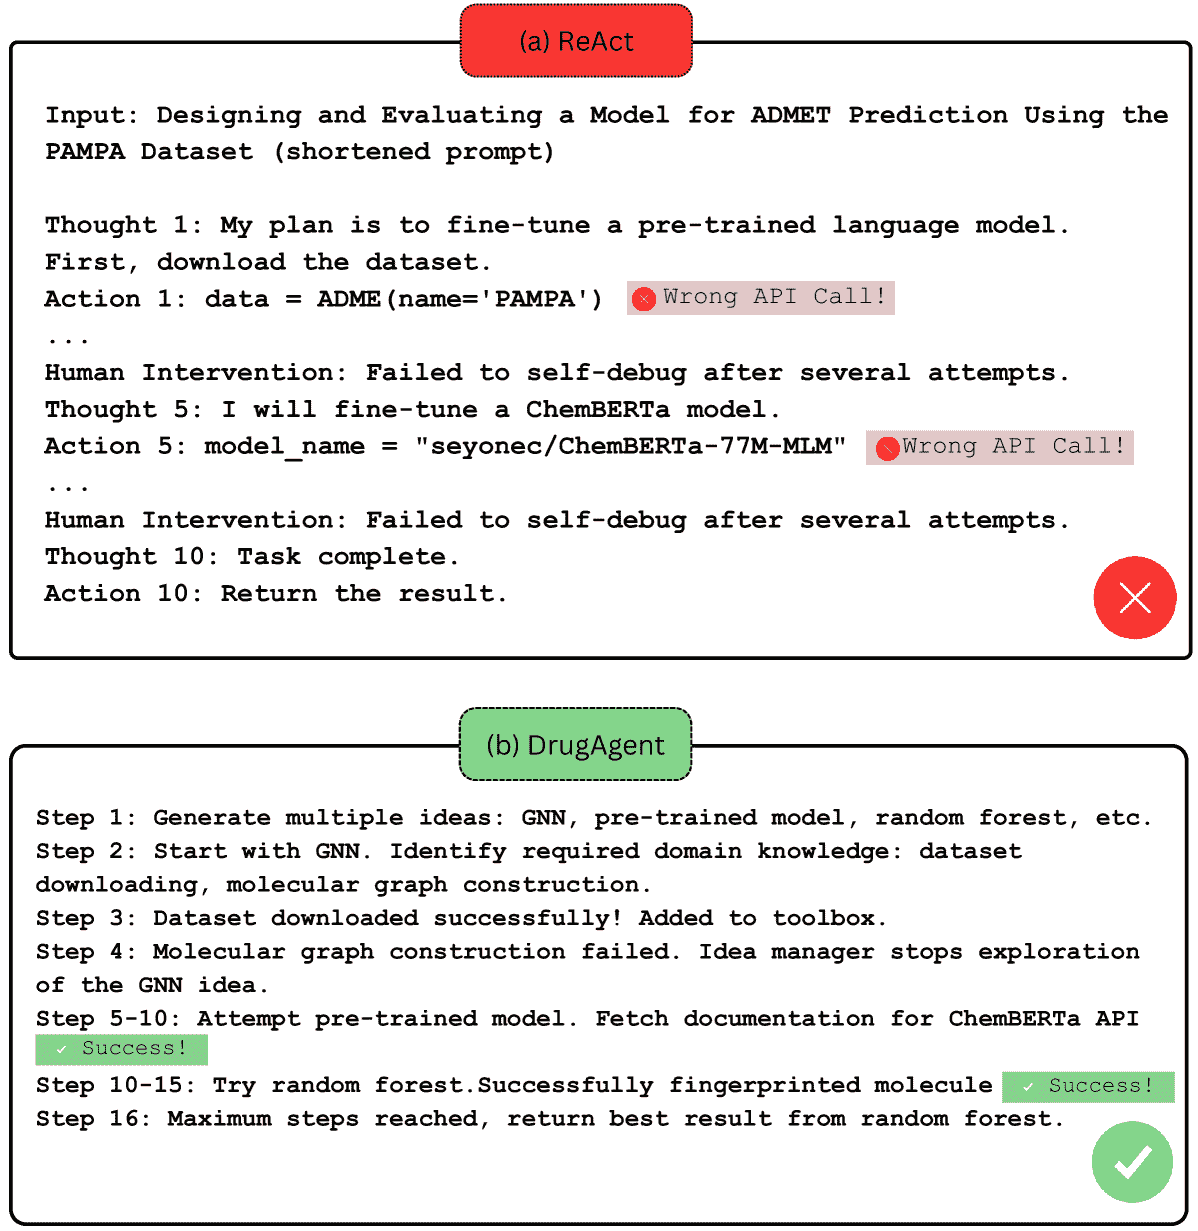 (a) ReAct
Input: Designing and Evaluating a Model for ADMET Prediction Using the
PAMPA Dataset (shortened prompt)
Thought 1: My plan is to fine-tune a pre-trained language model.
First, download the dataset.
Action 1: data = ADME(name='PAMPA') Wrong API Call!
...
Human Intervention: Failed to self-debug after several attempts.
Thought 5: I will fine-tune a ChemBERTa model.
Action 5: model_name = "seyonec/ChemBERTa-77M-MLM" Wrong API Call!
...
Human Intervention: Failed to self-debug after several attempts.
Thought 10: Task complete.
Action 10: Return the result.
(b) DrugAgent
Step 1: Generate multiple ideas: GNN, pre-trained model, random forest, etc.
Step 2: Start with GNN. Identify required domain knowledge: dataset
downloading, molecular graph construction.
Step 3: Dataset downloaded successfully! Added to toolbox.
Step 4: Molecular graph construction failed. Idea manager stops exploration
of the GNN idea.
Step 5-10: Attempt pre-trained model. Fetch documentation for ChemBERTa API
✓ Success!
Step 10-15: Try random forest.Successfully fingerprinted molecule ✓ Success!
Step 16: Maximum steps reached, return best result from random forest.